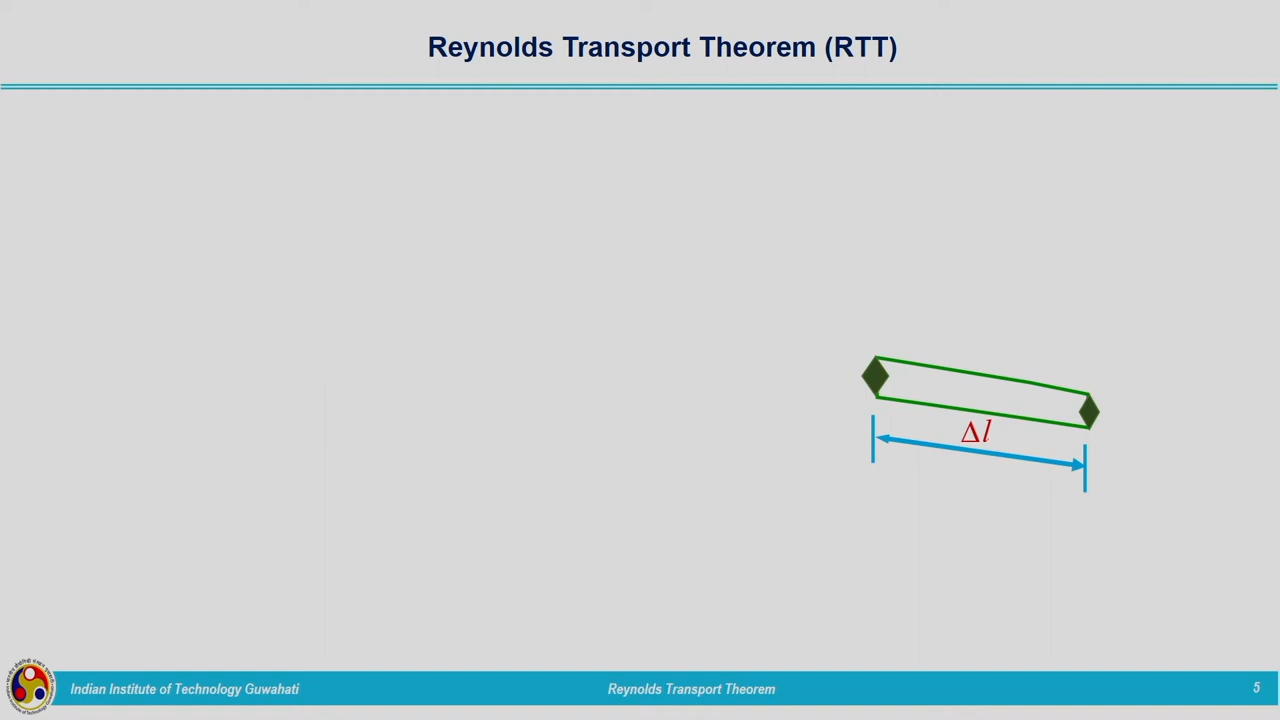 Reynolds Transport Theorem (RTT)
Δl
Indian Institute of Technology Guwahati
Reynolds Transport Theorem
5